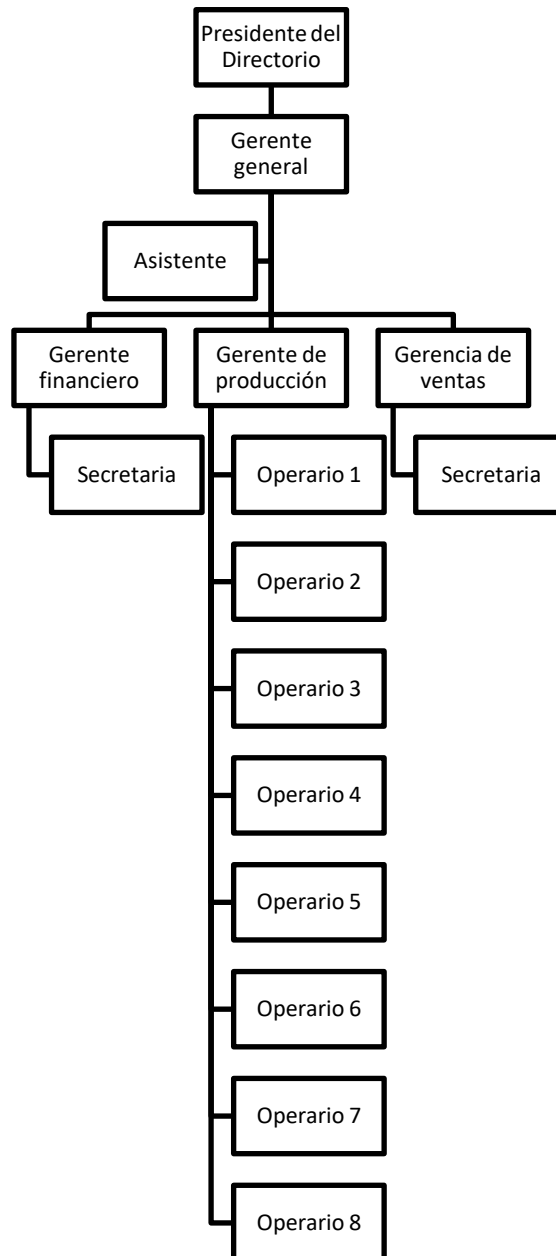 Presidente del
Directorio
Gerente
general
Asistente
Gerente
financiero
Gerente de
producción
Gerencia de
ventas
Secretaria
Operario 1
Secretaria
Operario 2
Operario 3
Operario 4
Operario 5
Operario 6
Operario 7
Operario 8